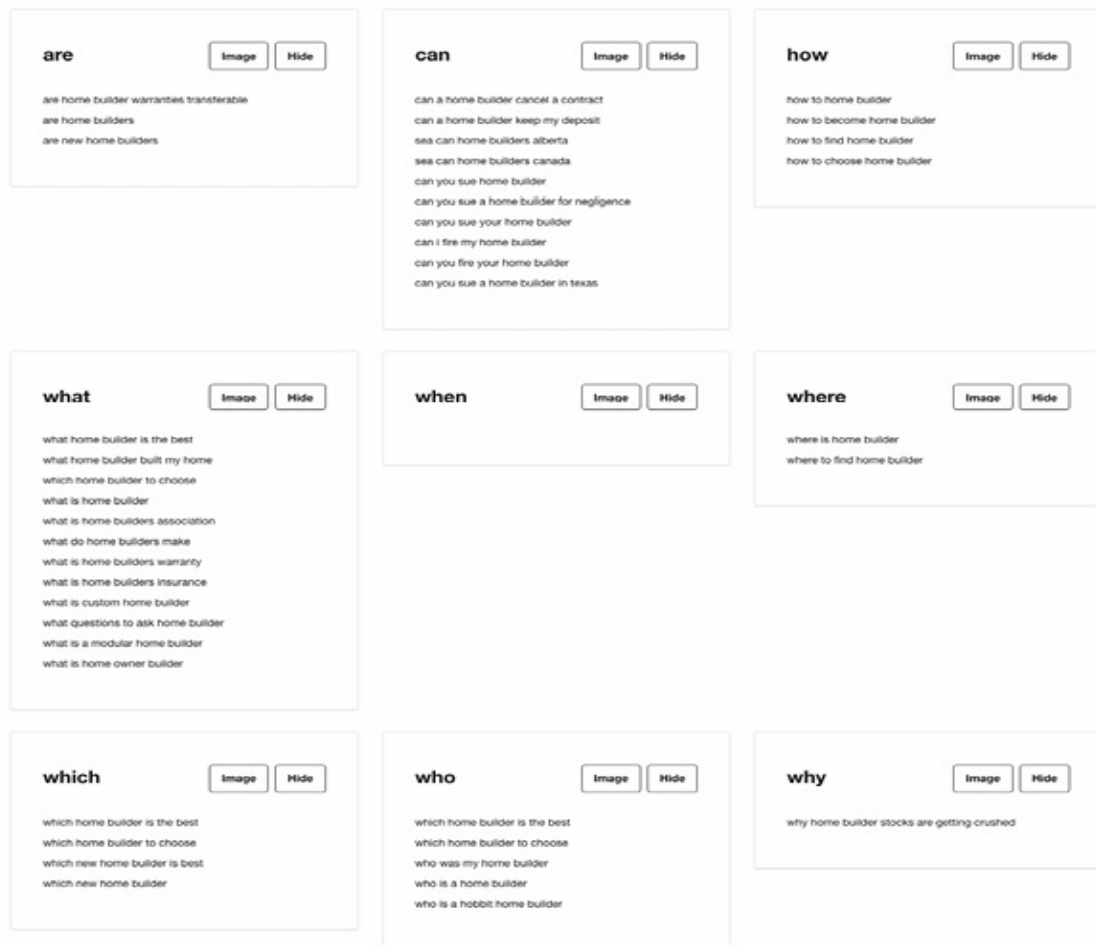 are
Image
Hide
are home builder warranties transferable
are home builders
are new home builders
can
Image
Hide
can a home builder cancel a contract
can a home builder keep my deposit
sea can home builders alberta
sea can home builders canada
can you sue home builder
can you sue a home builder for negligence
can you sue your home builder
can i fire my home builder
can you fire your home builder
can you sue a home builder in texas
how
Image
Hide
how to home builder
how to become home builder
how to find home builder
how to choose home builder
what
Image
Hide
what home builder is the best
what home builder built my home
which home builder to choose
what is home builder
what is home builders association
what do home builders make
what is home builders warranty
what is home builders insurance
what is custom home builder
what questions to ask home builder
what is a modular home builder
what is home owner builder
when
Image
Hide
where
Image
Hide
where is home builder
where to find home builder
which
Image
Hide
which home builder is the best
which home builder to choose
which new home builder is best
which new home builder
who
Image
Hide
which home builder is the best
which home builder to choose
who was my home builder
who is a home builder
who is a hobbit home builder
why
Image
Hide
why home builder stocks are getting crushed